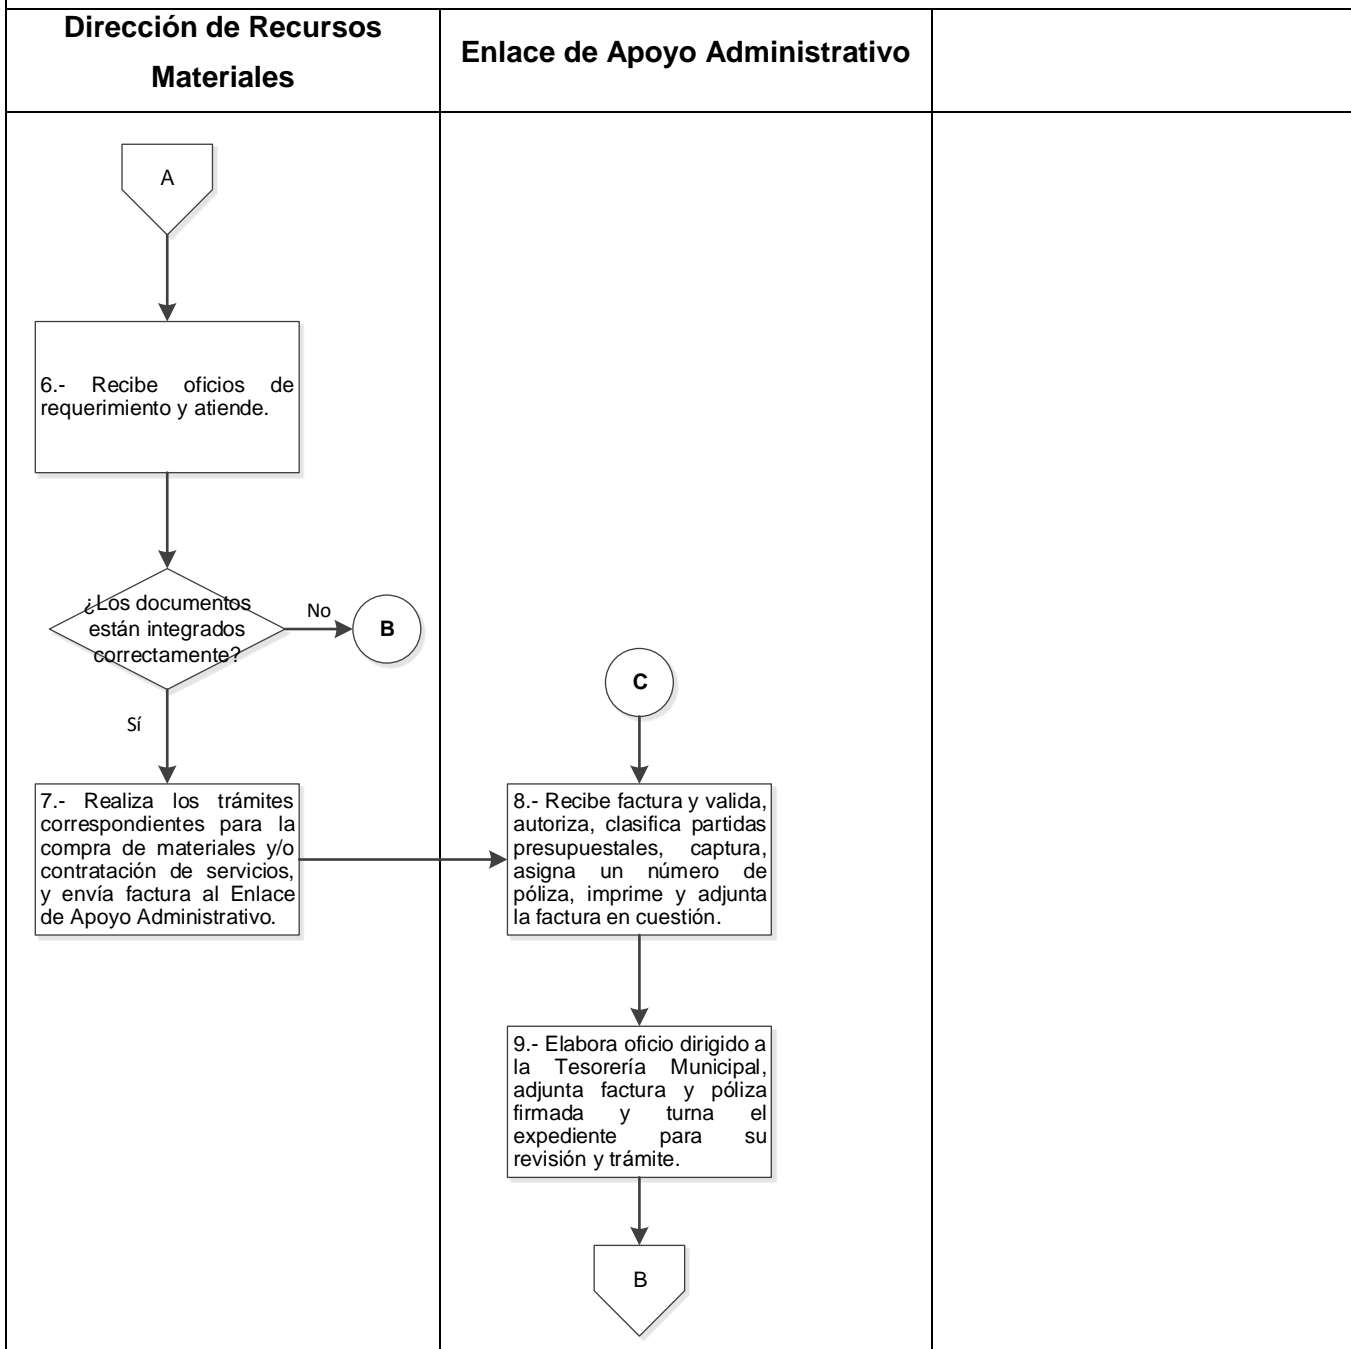 Dirección de Recursos
Materiales
Enlace de Apoyo Administrativo
A
6.- Recibe oficios de
requerimiento y atiende.
¿Los documentos
están integrados
correctamente?
No
B
Sí
7.- Realiza los trámites
correspondientes para la
compra de materiales y/o
contratación de servicios,
y envía factura al Enlace
de Apoyo Administrativo.
C
8.- Recibe factura y valida,
autoriza, clasifica partidas
presupuestales, captura,
asigna un número de
póliza, imprime y adjunta
la factura en cuestión.
9.- Elabora oficio dirigido a
la Tesorería Municipal,
adjunta factura y póliza
firmada y turna el
expediente para su
revisión y trámite.
B